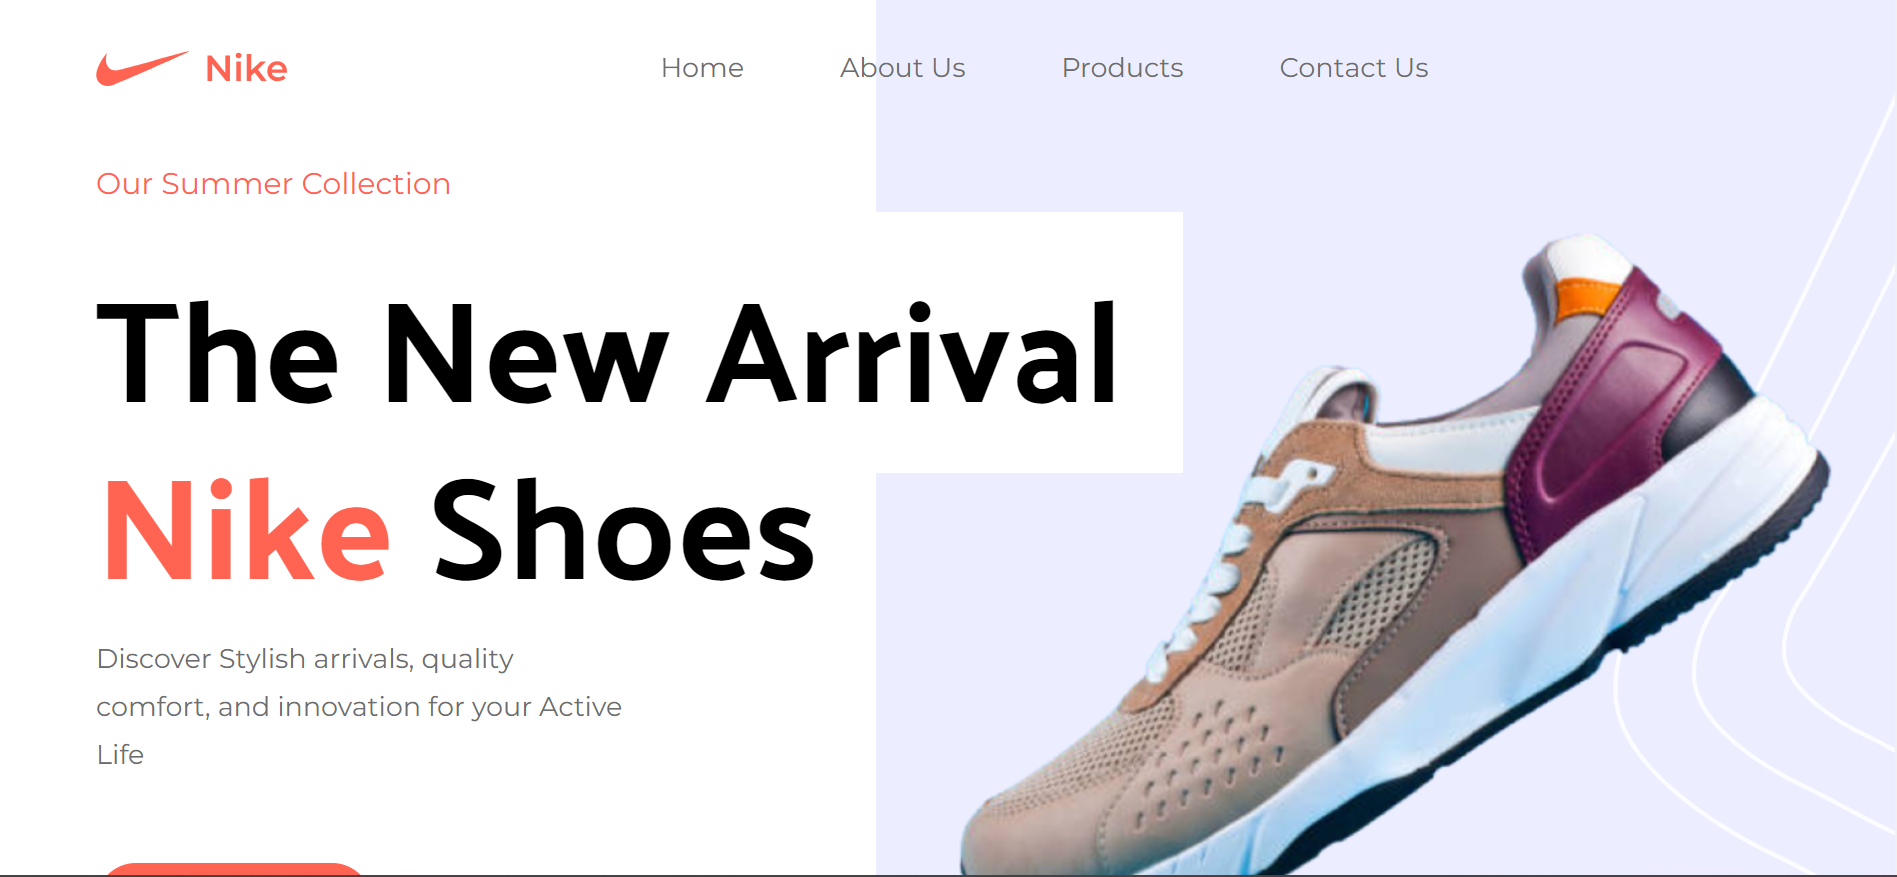 Nike
Home
About Us
Products
Contact Us
Our Summer Collection
The New Arrival
Nike Shoes
Discover Stylish arrivals, quality
comfort, and innovation for your Active
Life